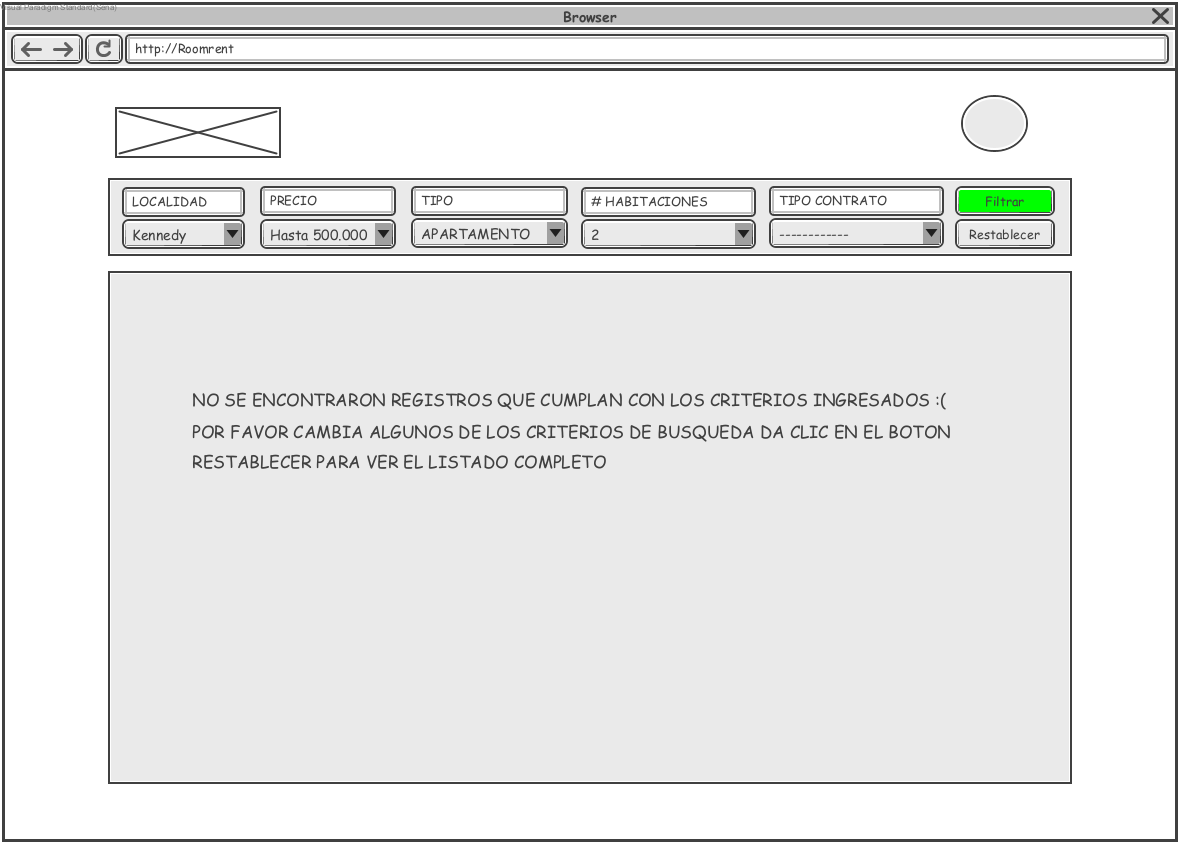 Visual Paradigm Standard(Seria)
Browser
http://Roomrent
LOCALIDAD PRECIO TIPO # HABITACIONES TIPO CONTRATO Filtrar
Kennedy Hasta 500.000 APARTAMENTO 2 ------------ Restablecer
NO SE ENCONTRARON REGISTROS QUE CUMPLAN CON LOS CRITERIOS INGRESADOS :(
POR FAVOR CAMBIA ALGUNOS DE LOS CRITERIOS DE BUSQUEDA DA CLIC EN EL BOTON
RESTABLECER PARA VER EL LISTADO COMPLETO